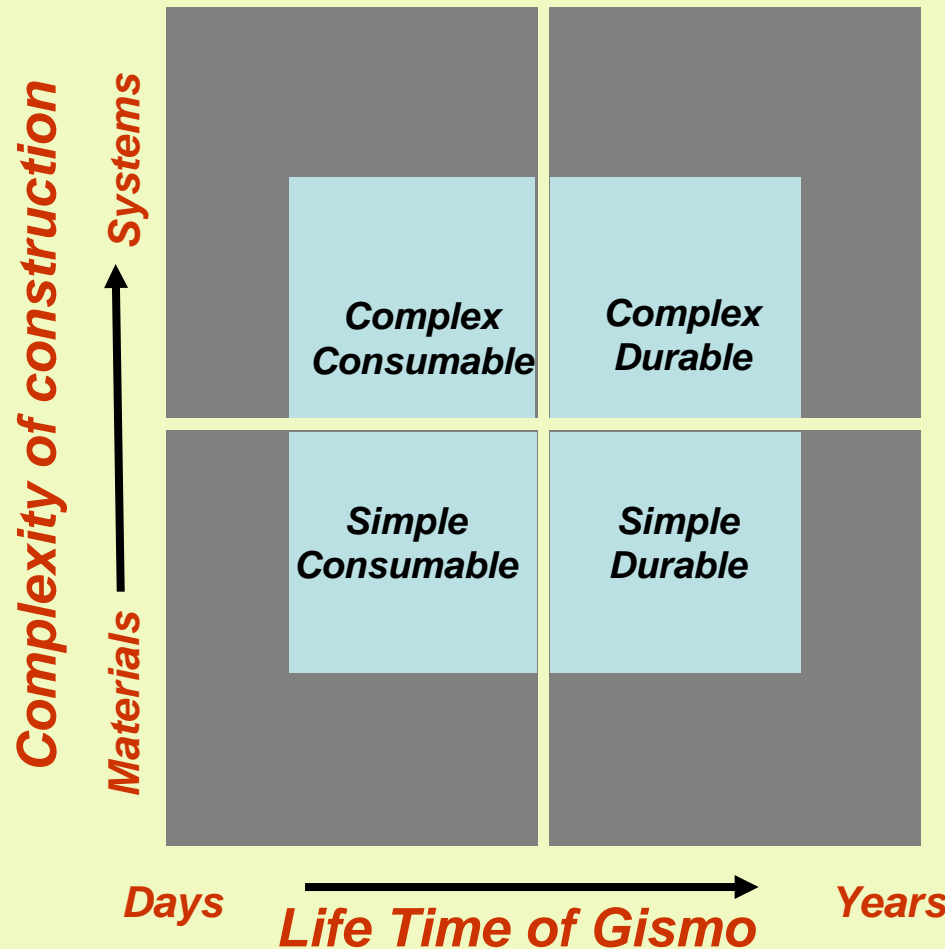 Complexity of construction
Systems
Materials
Complex
Consumable
Complex
Durable
Simple
Consumable
Simple
Durable
Days
Life Time of Gismo
Years